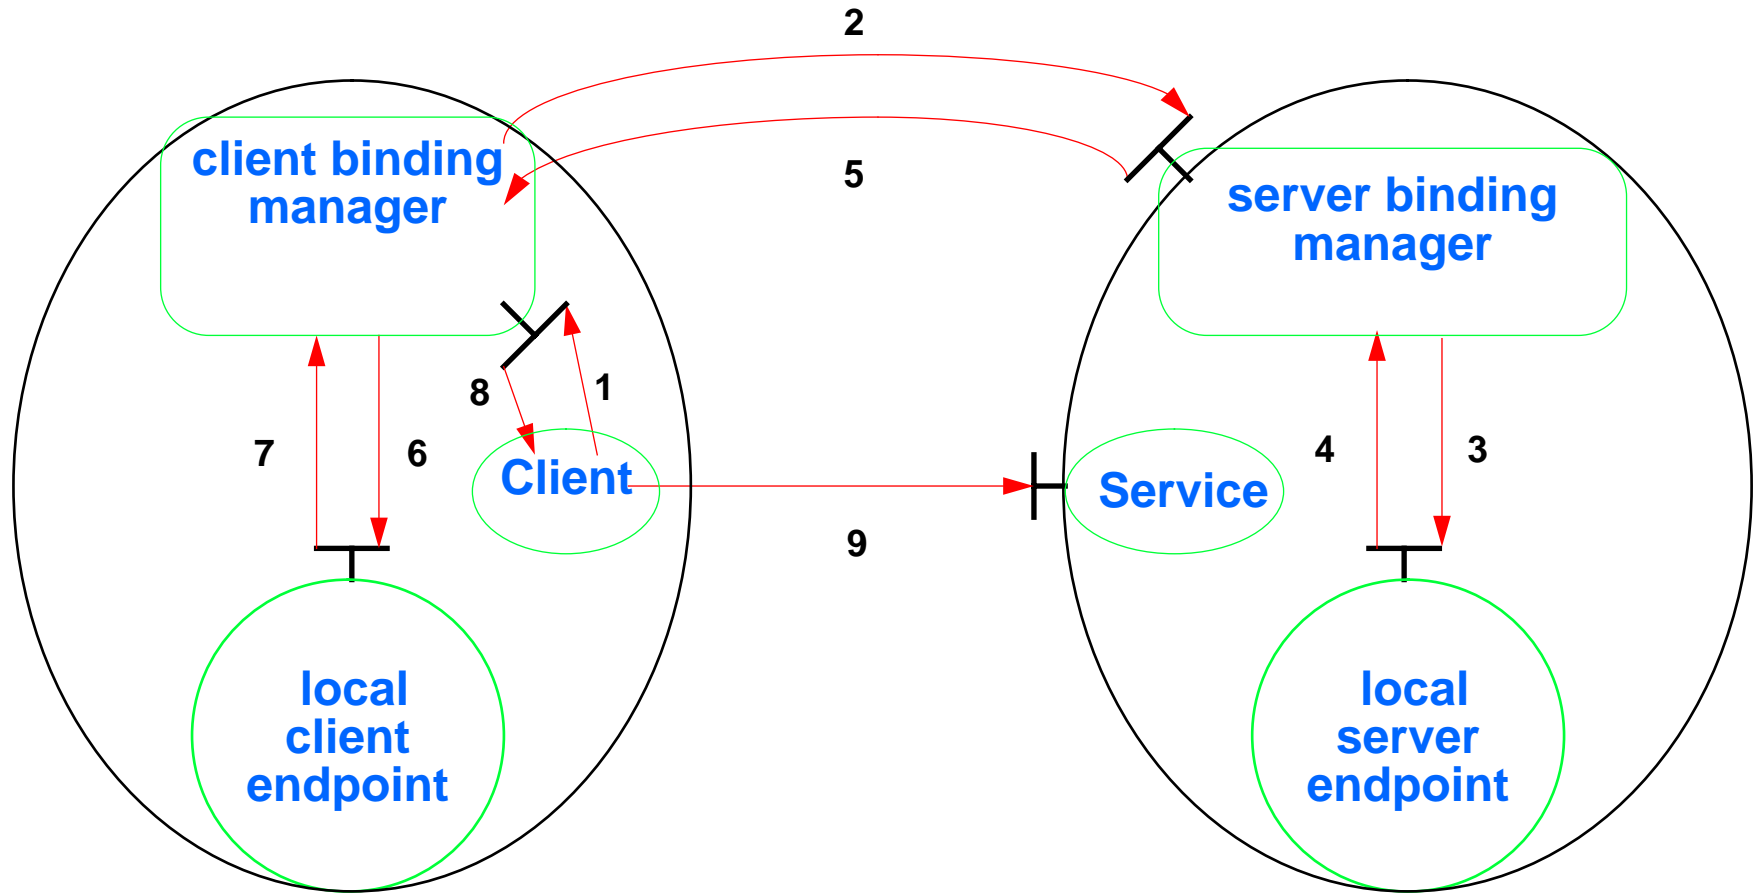 2
client binding
manager
5
server binding
manager
8
1
7
6
Client
9
Service
4
3
local
client
endpoint
local
server
endpoint